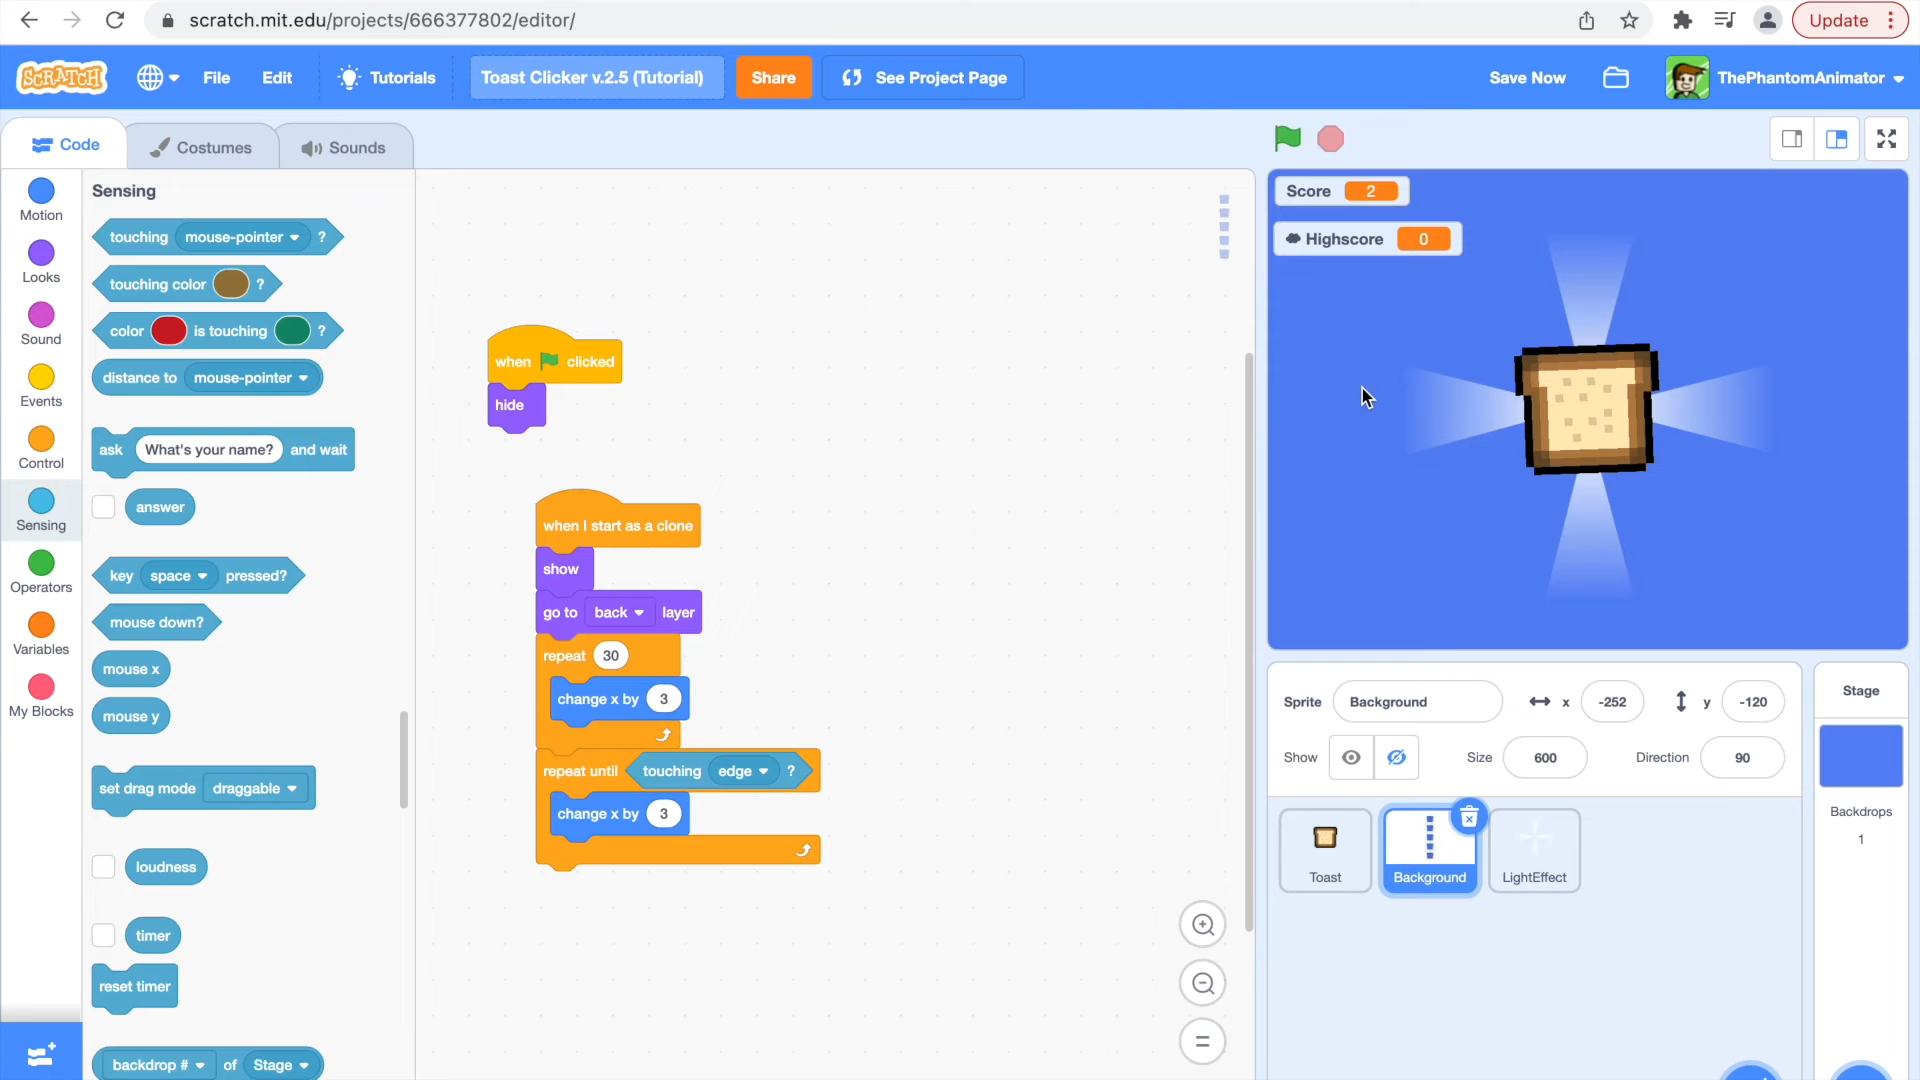 scratch.mit.edu/projects/666377802/editor/
Update
SCRATCH
File
Edit
Tutorials
Toast Clicker v.2.5 (Tutorial)
Share
See Project Page
Save Now
ThePhantomAnimator
Code
Costumes
Sounds
Motion
Looks
Sound
Events
Control
Sensing
Operators
Variables
My Blocks
Sensing
touching mouse-pointer ?
touching color ?
color is touching ?
distance to mouse-pointer
ask What's your name? and wait
answer
key space pressed?
mouse down?
mouse x
mouse y
set drag mode draggable
loudness
timer
reset timer
backdrop # of Stage
when clicked
hide
when I start as a clone
show
go to back layer
repeat 30
change x by 3
repeat until touching edge ?
change x by 3
Score 2
Highscore 0
Sprite Background x -252 y -120
Show Size 600 Direction 90
Toast
Background
LightEffect
Stage
Backdrops
1